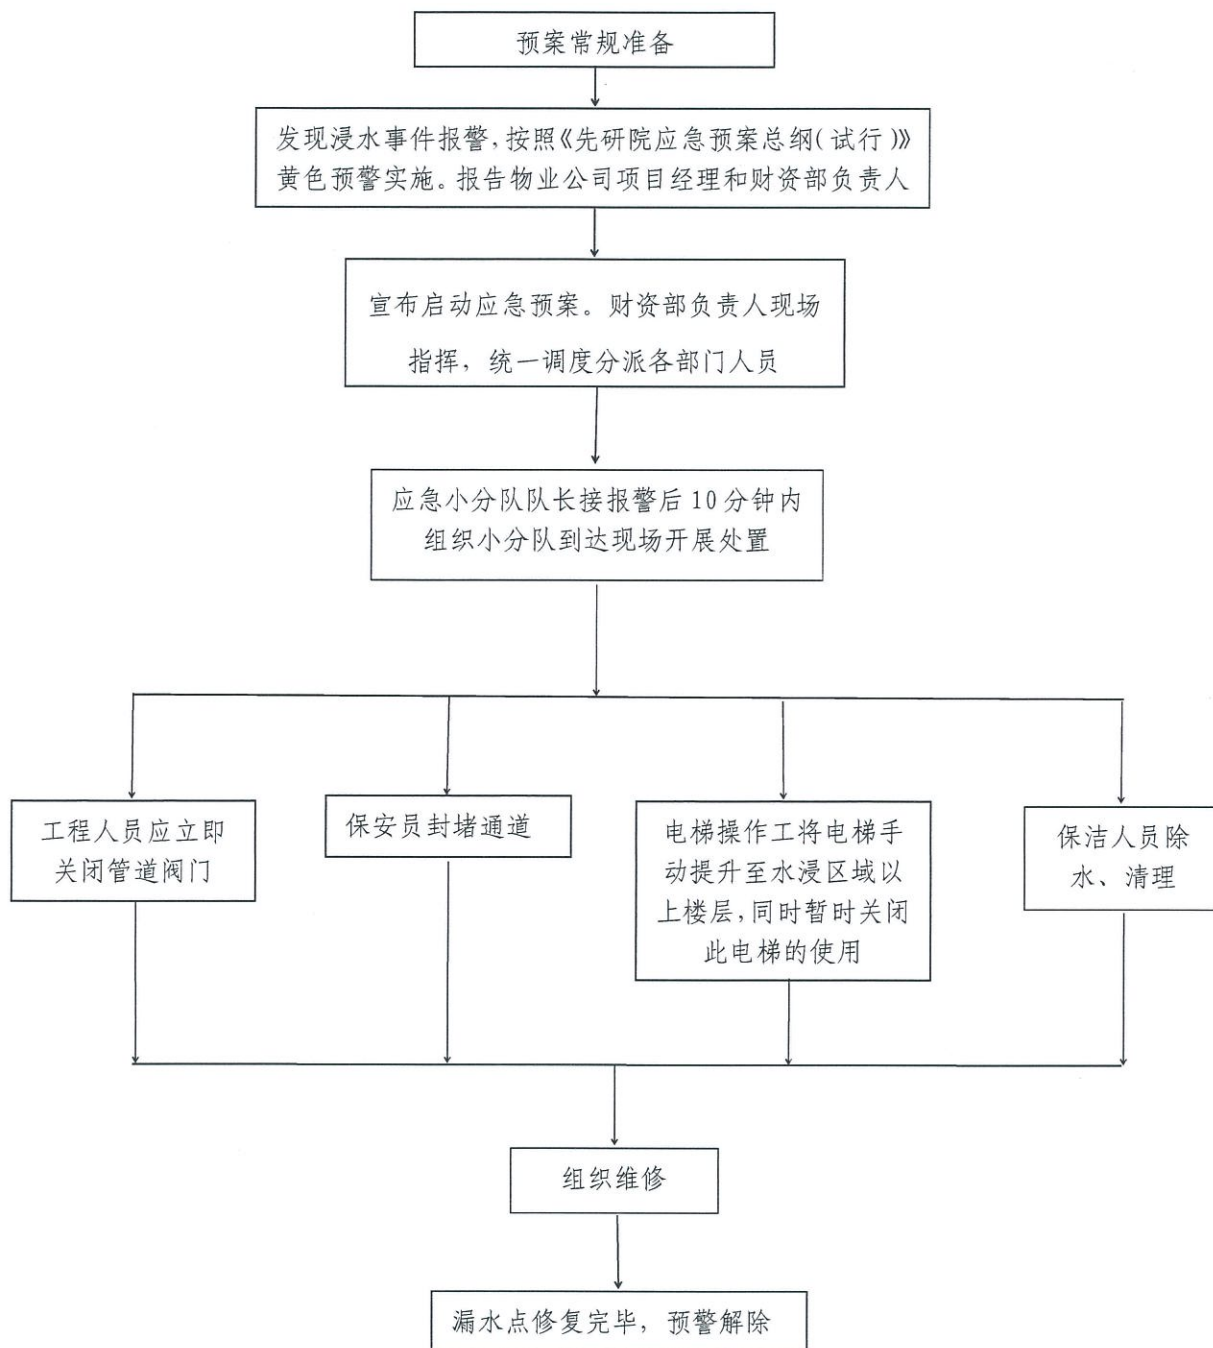 预案常规准备
发现浸水事件报警，按照《先研院应急预案总纲(试行)》
黄色预警实施。报告物业公司项目经理和财资部负责人
宣布启动应急预案。财资部负责人现场
指挥，统一调度分派各部门人员
应急小分队队长接报警后10分钟内
组织小分队到达现场开展处置
工程人员应立即
关闭管道阀门
保安员封堵通道
电梯操作工将电梯手
动提升至水浸区域以
上楼层，同时暂时关闭
此电梯的使用
保洁人员除
水、清理
组织维修
漏水点修复完毕，预警解除